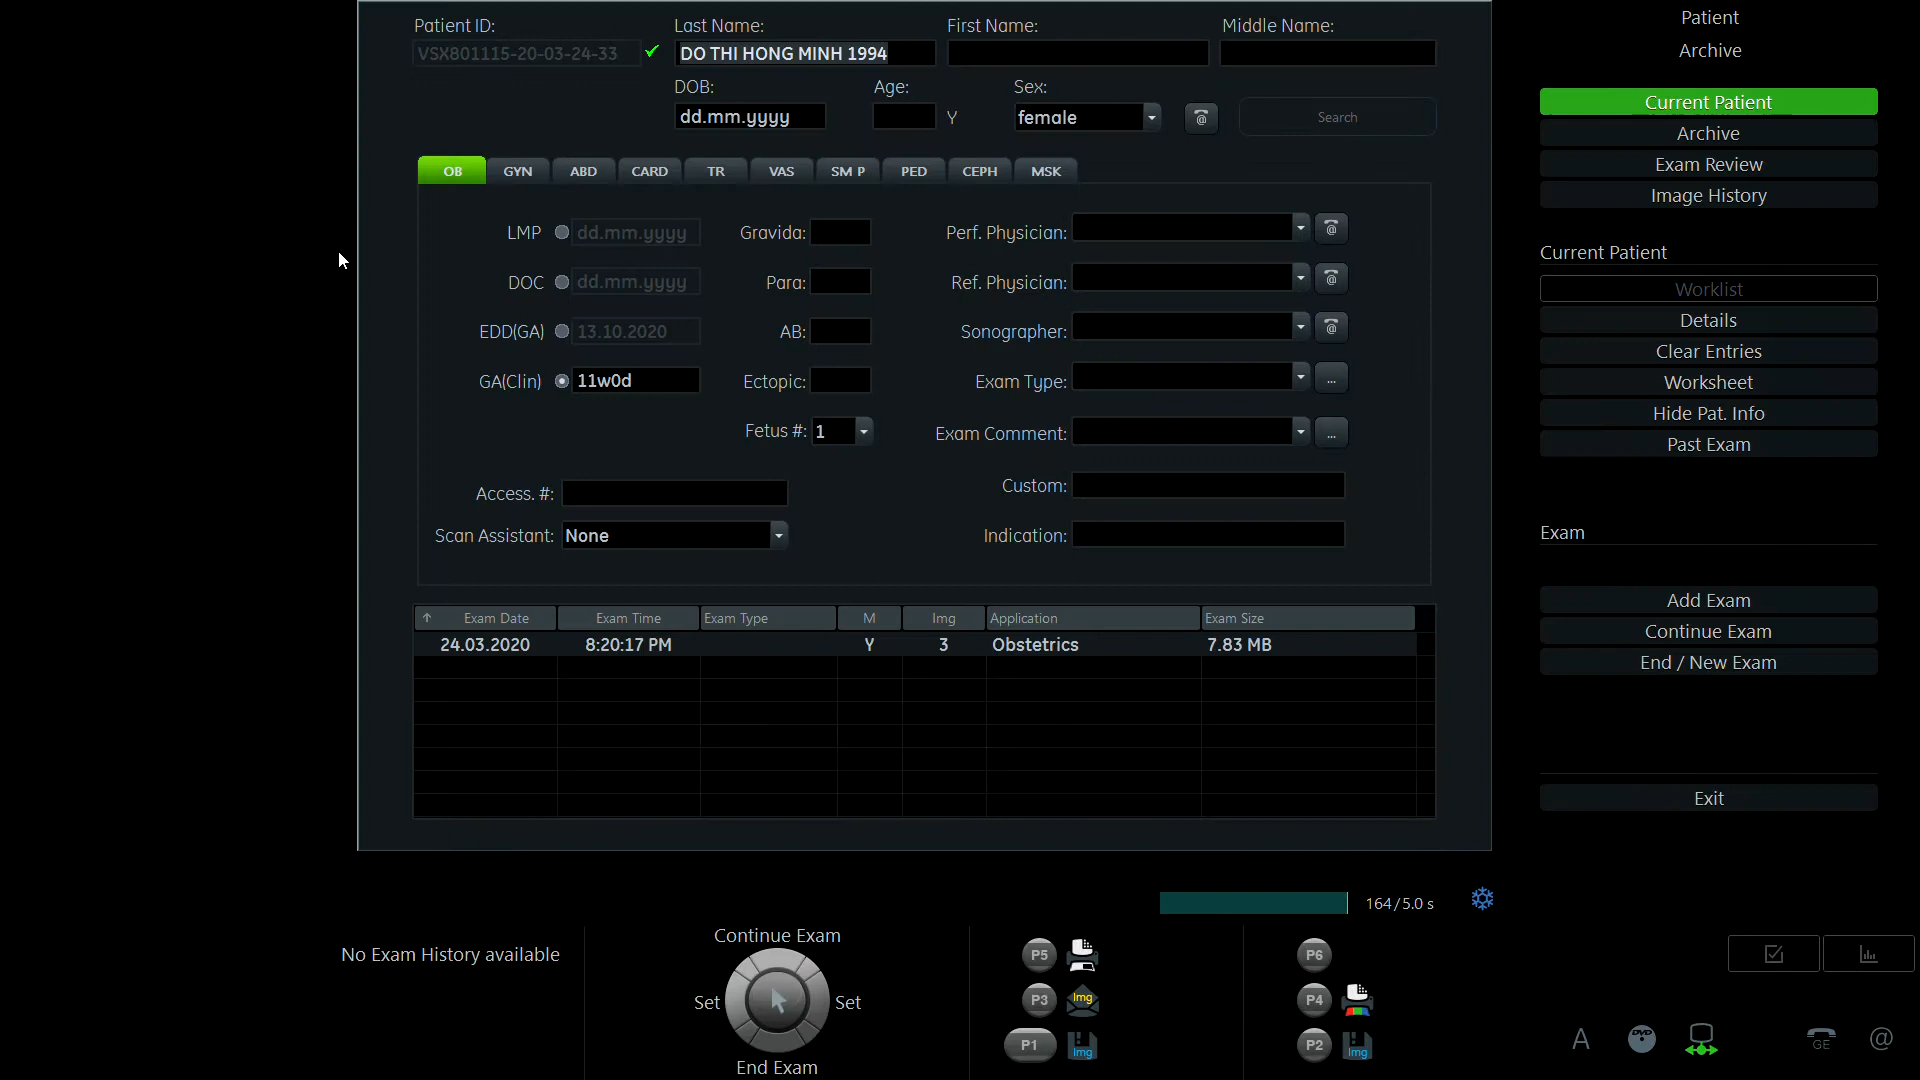 Patient ID: Last Name: First Name: Middle Name:
VSX801115-20-03-24-33 DO THI HONG MINH 1994
DOB: Age: Sex:
dd.mm.yyyy Y female @ Search
OB GYN ABD CARD TR VAS SM P PED CEPH MSK
LMP dd.mm.yyyy Gravida: Perf. Physician: @
DOC dd.mm.yyyy Para: Ref. Physician: @
EDD(GA) 13.10.2020 AB: Sonographer: @
GA(Clin) 11w0d Ectopic: Exam Type: ...
Fetus #: 1 Exam Comment: ...
Access. #: Custom:
Scan Assistant: None Indication:
Exam Date Exam Time Exam Type M Img Application Exam Size
24.03.2020 8:20:17 PM Y 3 Obstetrics 7.83 MB
164/5.0 s
No Exam History available
Continue Exam
Set Set
End Exam
P5 P6
P3 Img P4
P1 Img P2 Img
Patient
Archive
Current Patient
Archive
Exam Review
Image History
Current Patient
Worklist
Details
Clear Entries
Worksheet
Hide Pat. Info
Past Exam
Exam
Add Exam
Continue Exam
End / New Exam
Exit
A DVD GE @